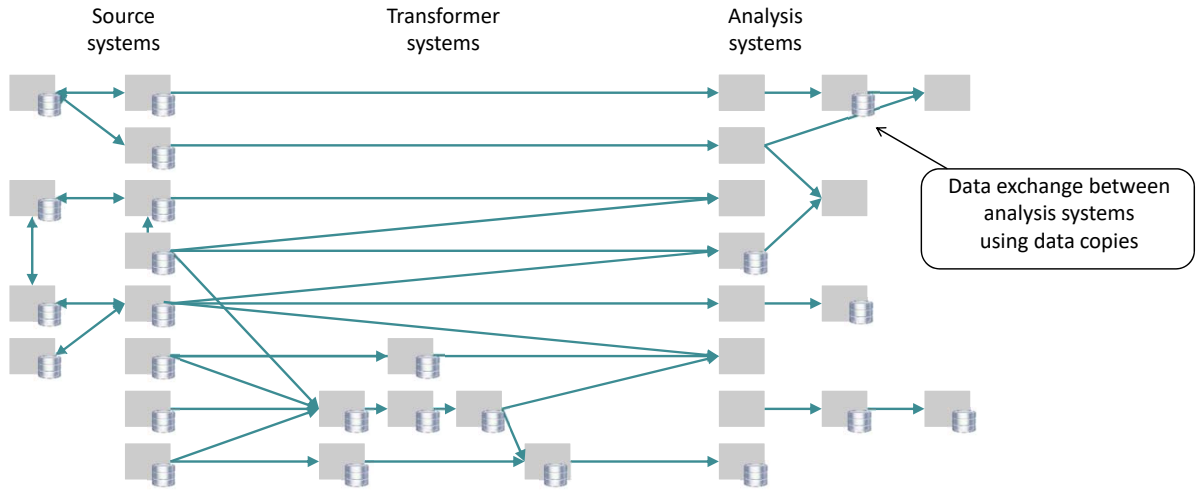 Source
systems
Transformer
systems
Analysis
systems
Data exchange between
analysis systems
using data copies